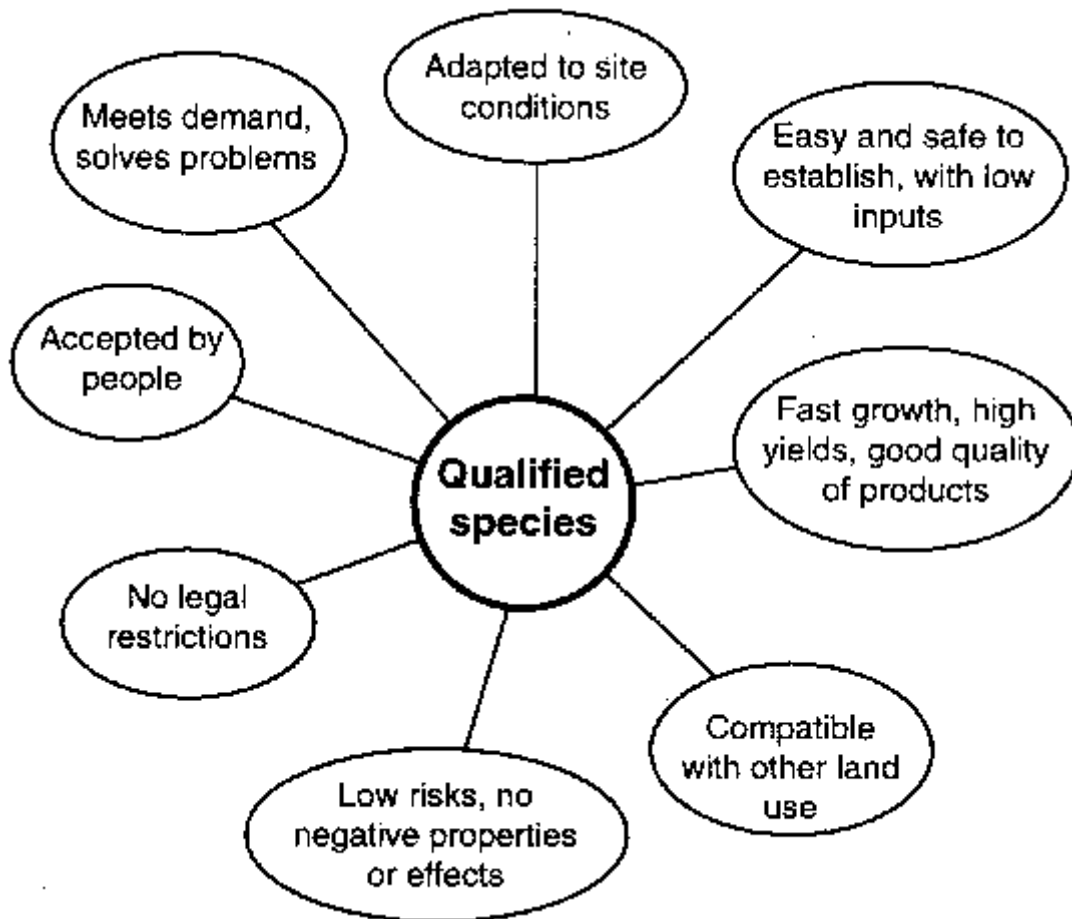 Adapted to site
conditions
Meets demand,
solves problems
Easy and safe to
establish, with low
inputs
Accepted by
people
Fast growth, high
yields, good quality
of products
Qualified
species
No legal
restrictions
Compatible
with other land
use
Low risks, no
negative properties
or effects